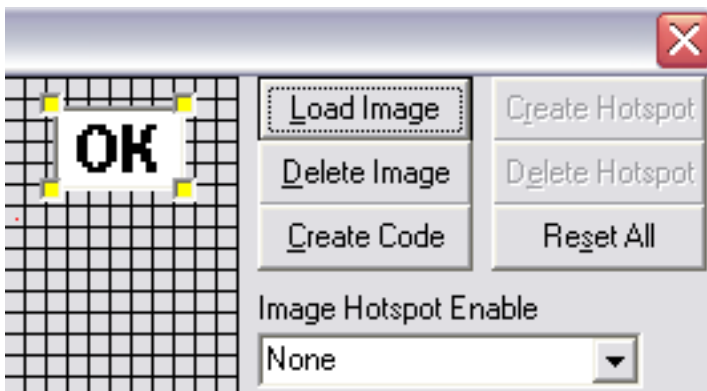 OK
Load Image
Create Hotspot
Delete Image
Delete Hotspot
Create Code
Reset All
Image Hotspot Enable
None